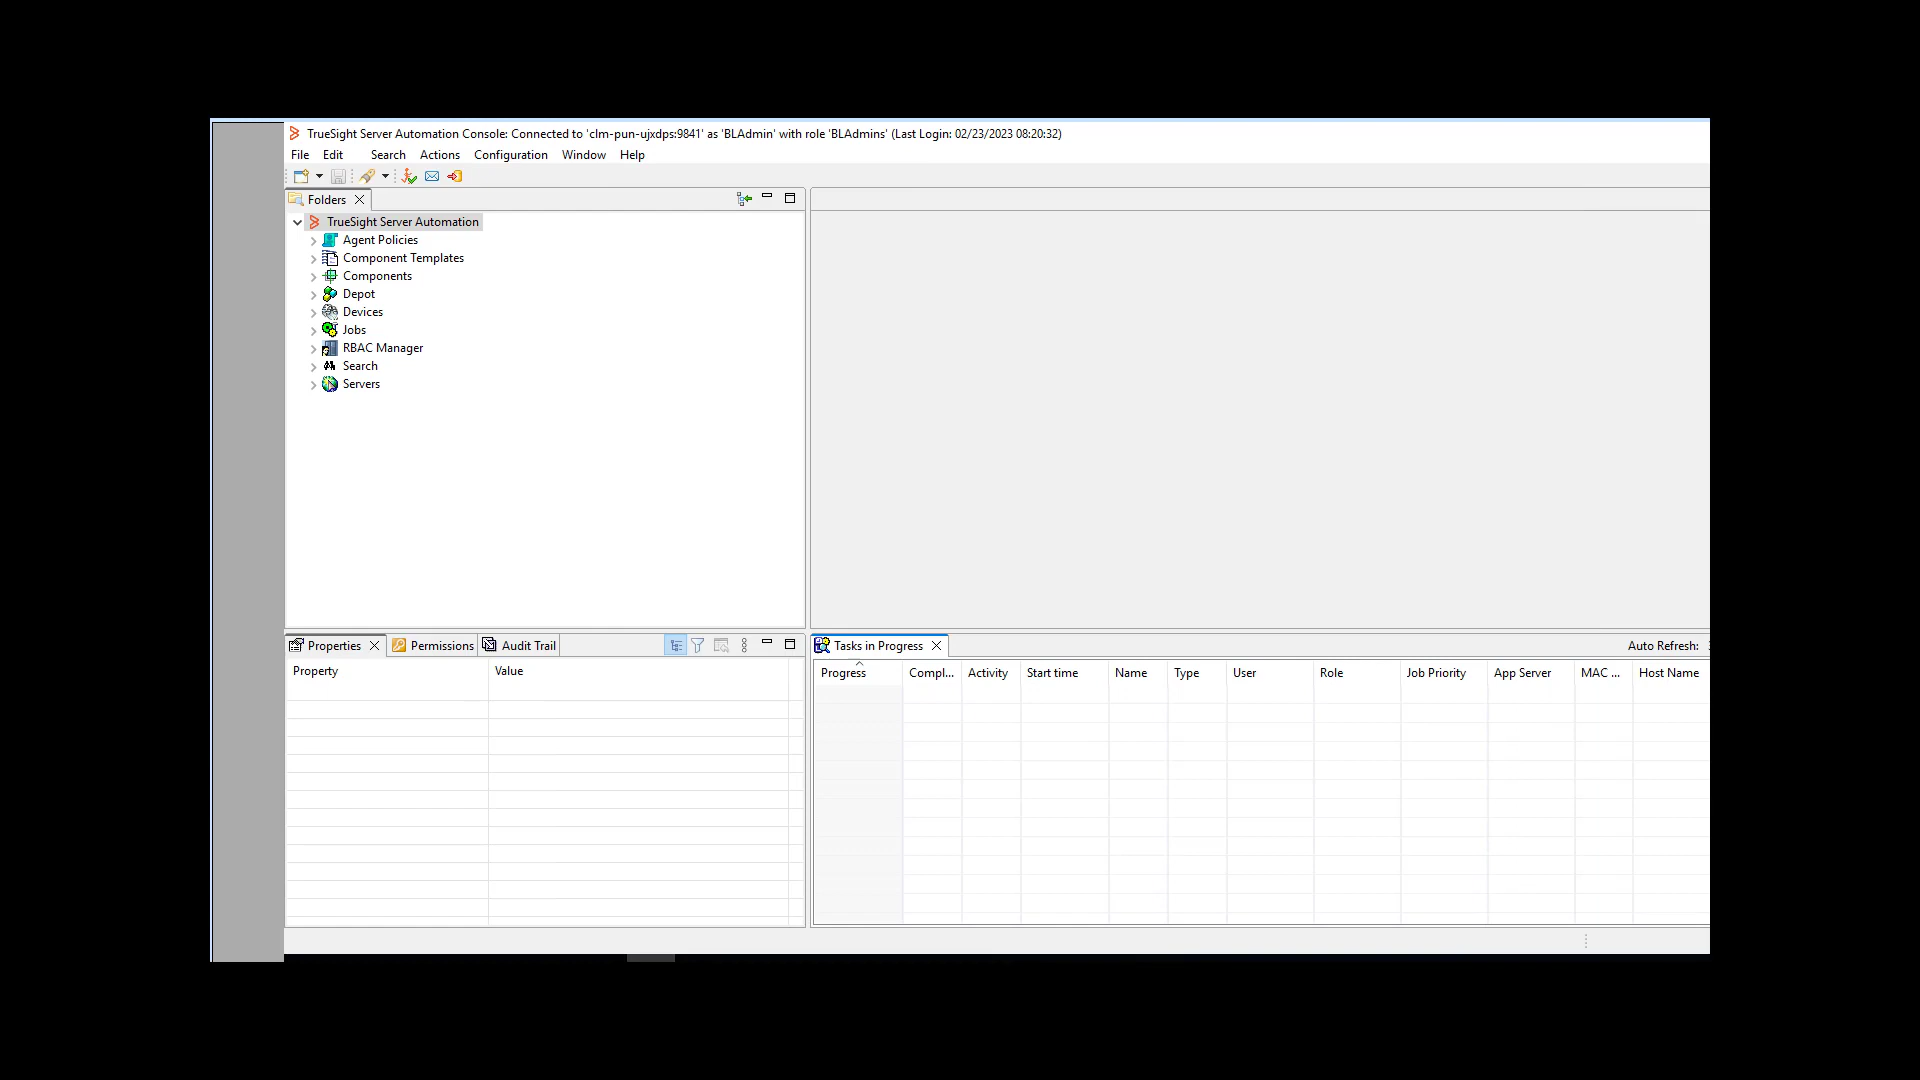 TrueSight Server Automation Console: Connected to 'clm-pun-ujxdps:9841' as 'BLAdmin' with role 'BLAdmins' (Last Login: 02/23/2023 08:20:32)
File Edit Search Actions Configuration Window Help
Folders
TrueSight Server Automation
Agent Policies
Component Templates
Components
Depot
Devices
Jobs
RBAC Manager
Search
Servers
Properties Permissions Audit Trail
Property Value
Tasks in Progress Auto Refresh:
Progress Compl... Activity Start time Name Type User Role Job Priority App Server MAC ... Host Name